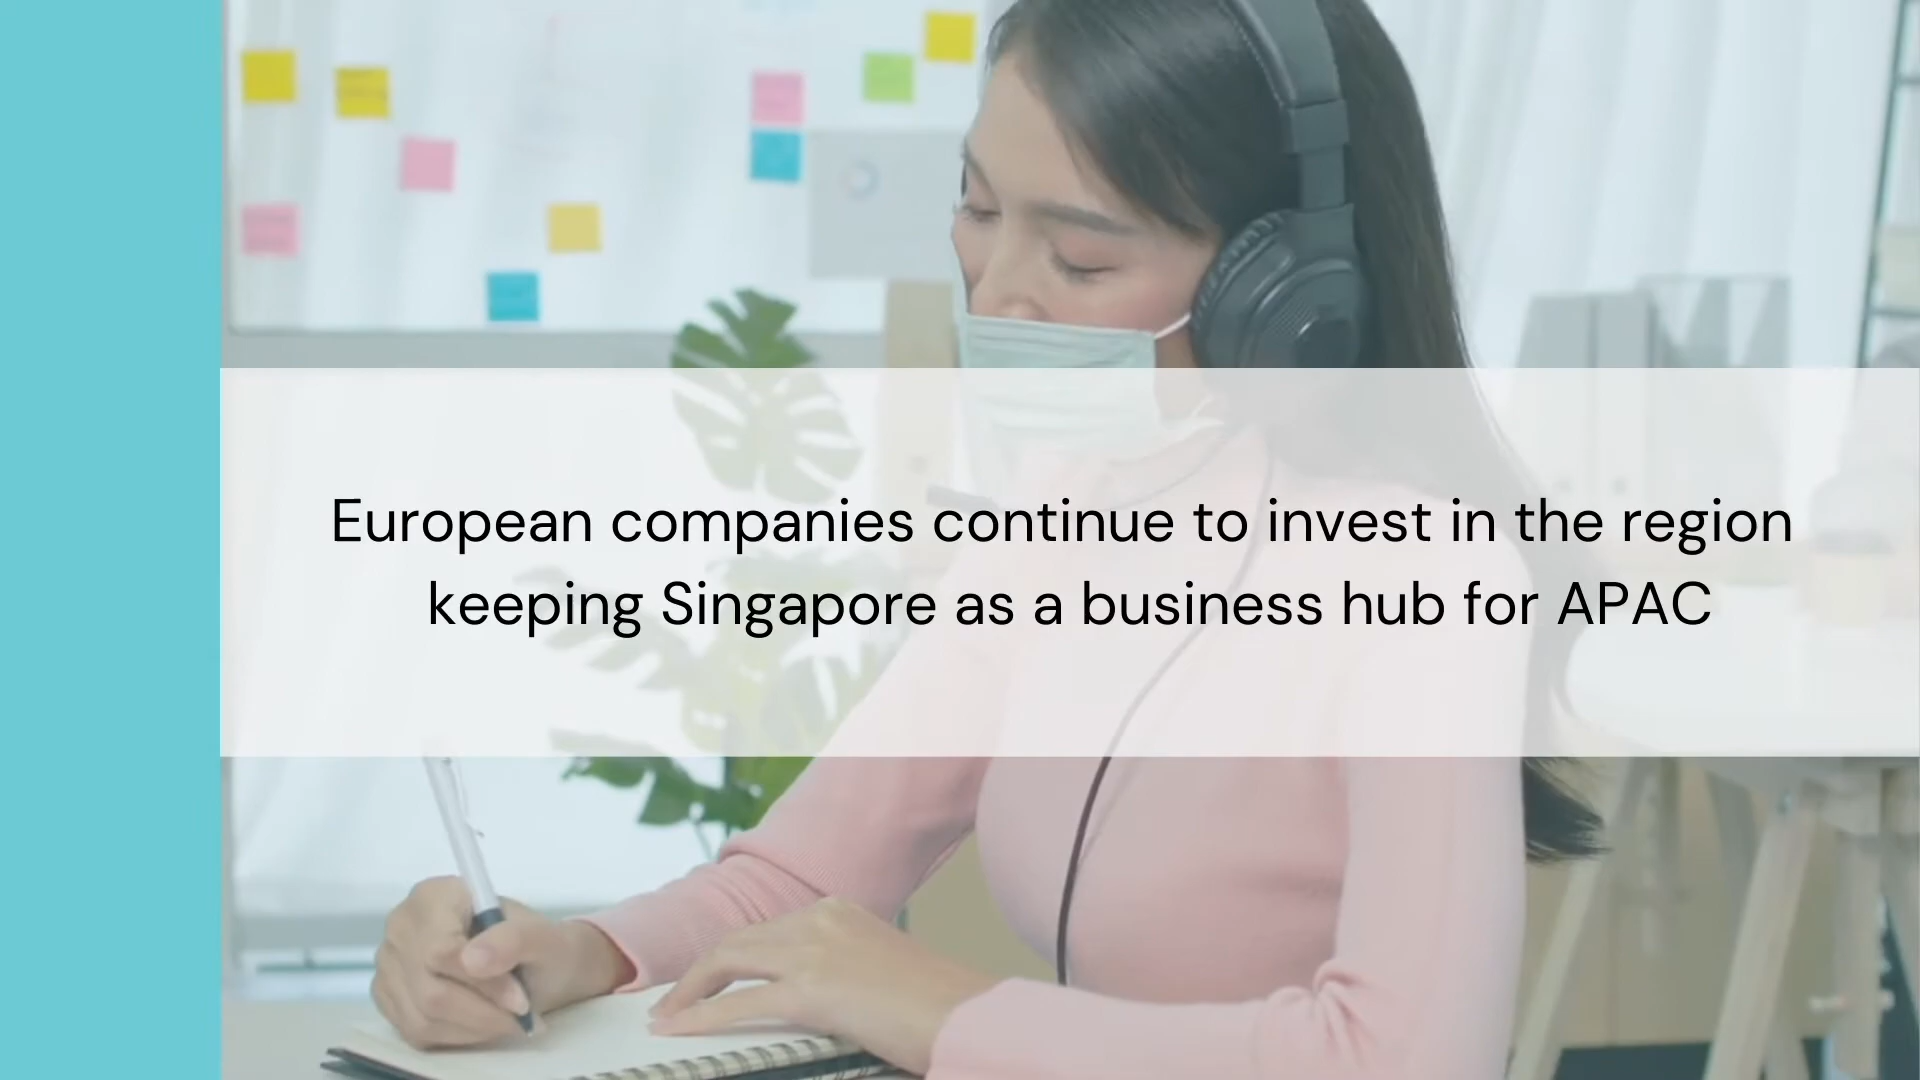 European companies continue to invest in the region
keeping Singapore as a business hub for APAC